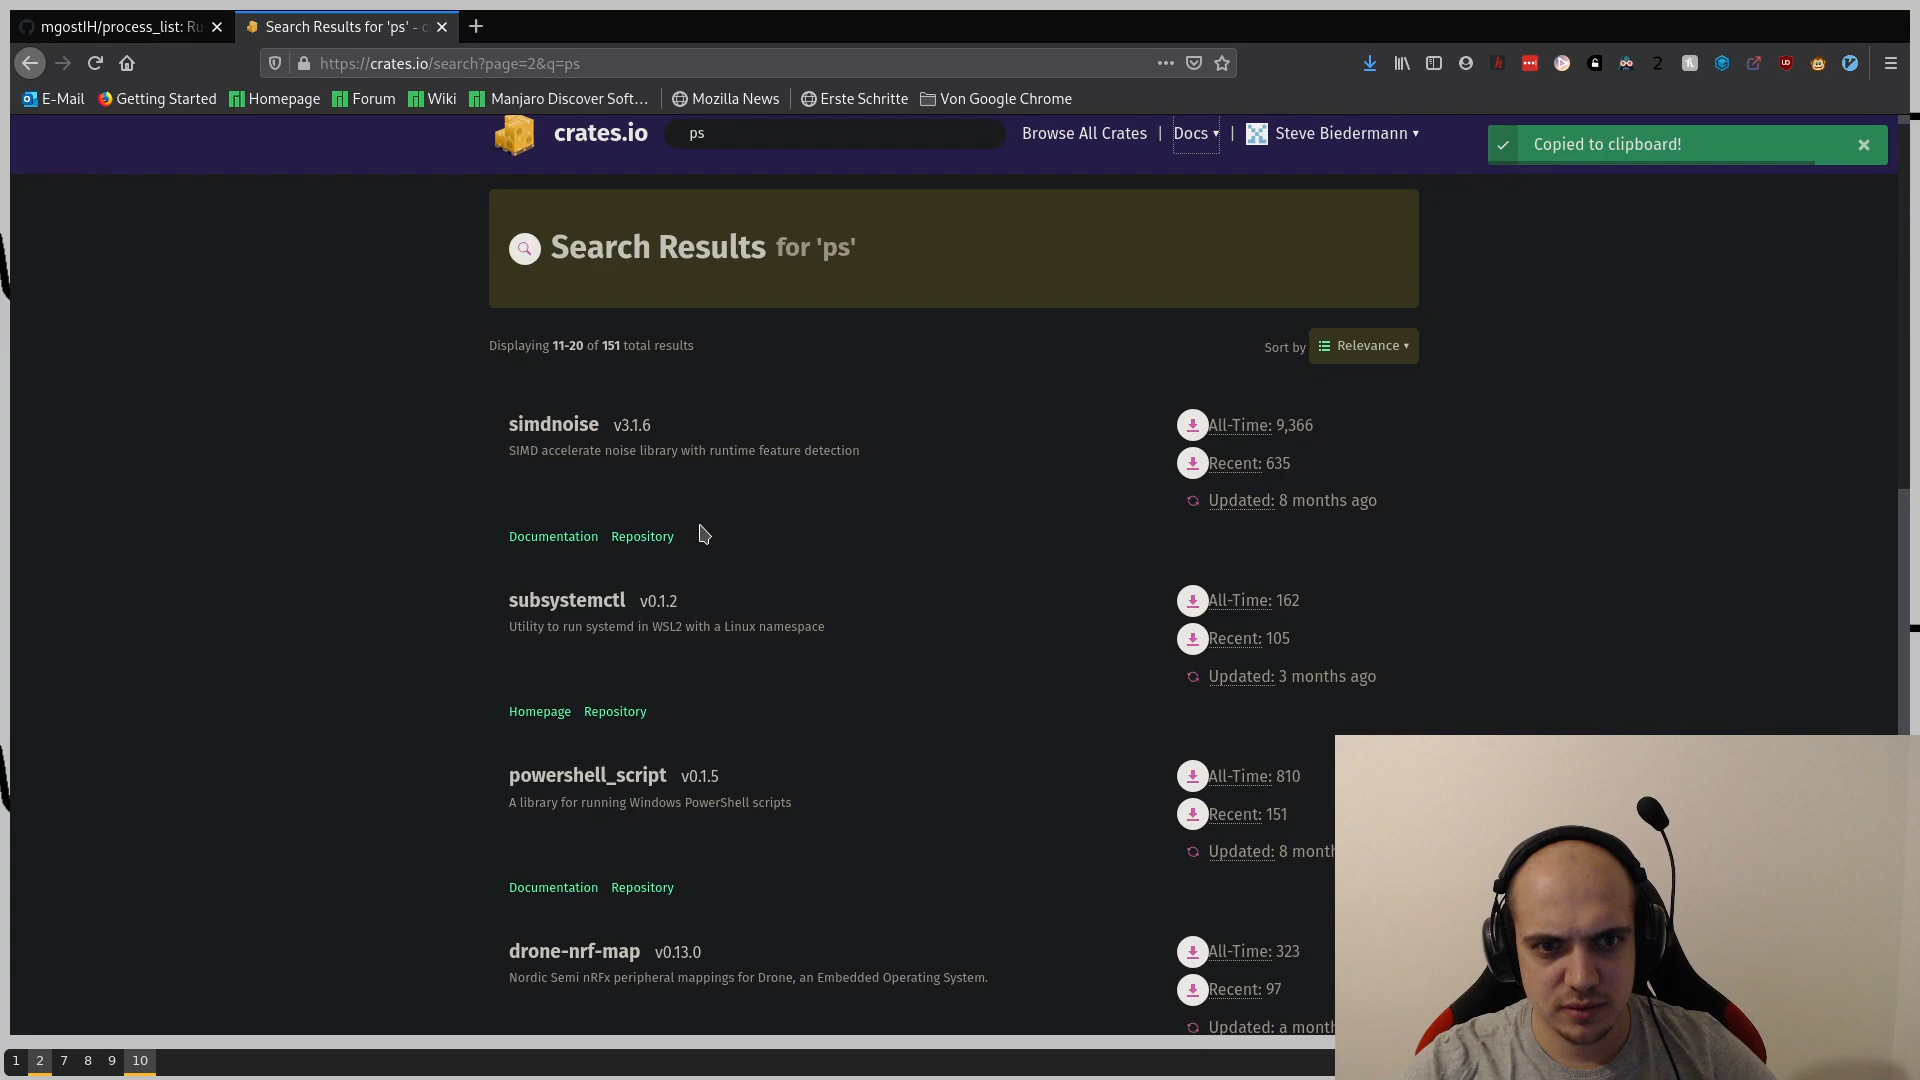 mgostIH/process_list: Ru
Search Results for 'ps' - c
https://crates.io/search?page=2&q=ps
E-Mail
Getting Started
Homepage
Forum
Wiki
Manjaro Discover Soft…
Mozilla News
Erste Schritte
Von Google Chrome
crates.io
ps
Browse All Crates | Docs ▾ | Steve Biedermann ▾
Copied to clipboard!
Search Results for 'ps'
Displaying 11-20 of 151 total results
Sort by Relevance ▾
simdnoise v3.1.6
SIMD accelerate noise library with runtime feature detection
All-Time: 9,366
Recent: 635
Updated: 8 months ago
Documentation Repository
subsystemctl v0.1.2
Utility to run systemd in WSL2 with a Linux namespace
All-Time: 162
Recent: 105
Updated: 3 months ago
Homepage Repository
powershell_script v0.1.5
A library for running Windows PowerShell scripts
All-Time: 810
Recent: 151
Updated: 8 month
Documentation Repository
drone-nrf-map v0.13.0
Nordic Semi nRFx peripheral mappings for Drone, an Embedded Operating System.
All-Time: 323
Recent: 97
Updated: a month
1 2 7 8 9 10